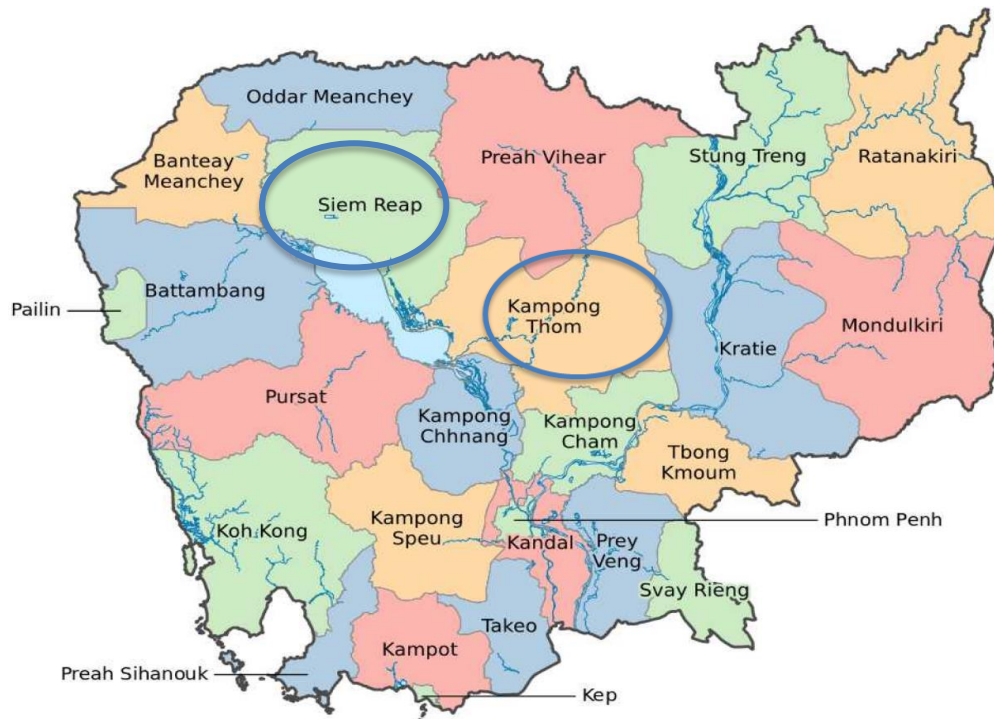 Oddar Meanchey
Banteay
Meanchey
Preah Vihear
Stung Treng
Ratanakiri
Siem Reap
Battambang
Pailin
Kampong
Thom
Kratie
Mondulkiri
Pursat
Kampong
Chhnang
Kampong
Cham
Tbong
Kmoum
Koh Kong
Kampong
Speu
Kandal
Prey
Veng
Phnom Penh
Svay Rieng
Takeo
Kampot
Preah Sihanouk
Kep